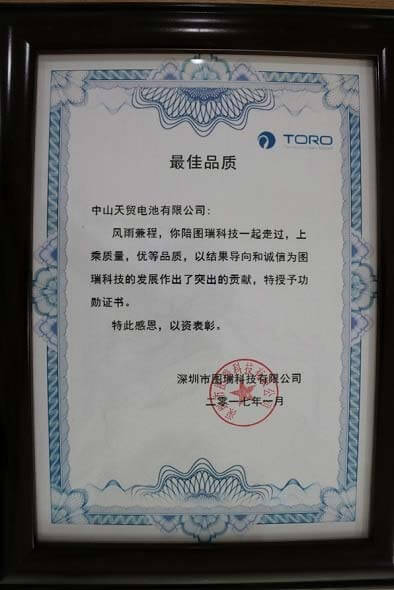 TORO
最佳品质
中山天贸电池有限公司：
风雨兼程，你陪图瑞科技一起走过，上
乘质量，优等品质，以结果导向和诚信为图
瑞科技的发展作出了突出的贡献，特授予功
勋证书。
特此感恩，以资表彰。
深圳市图瑞科技有限公司
二零一七年一月